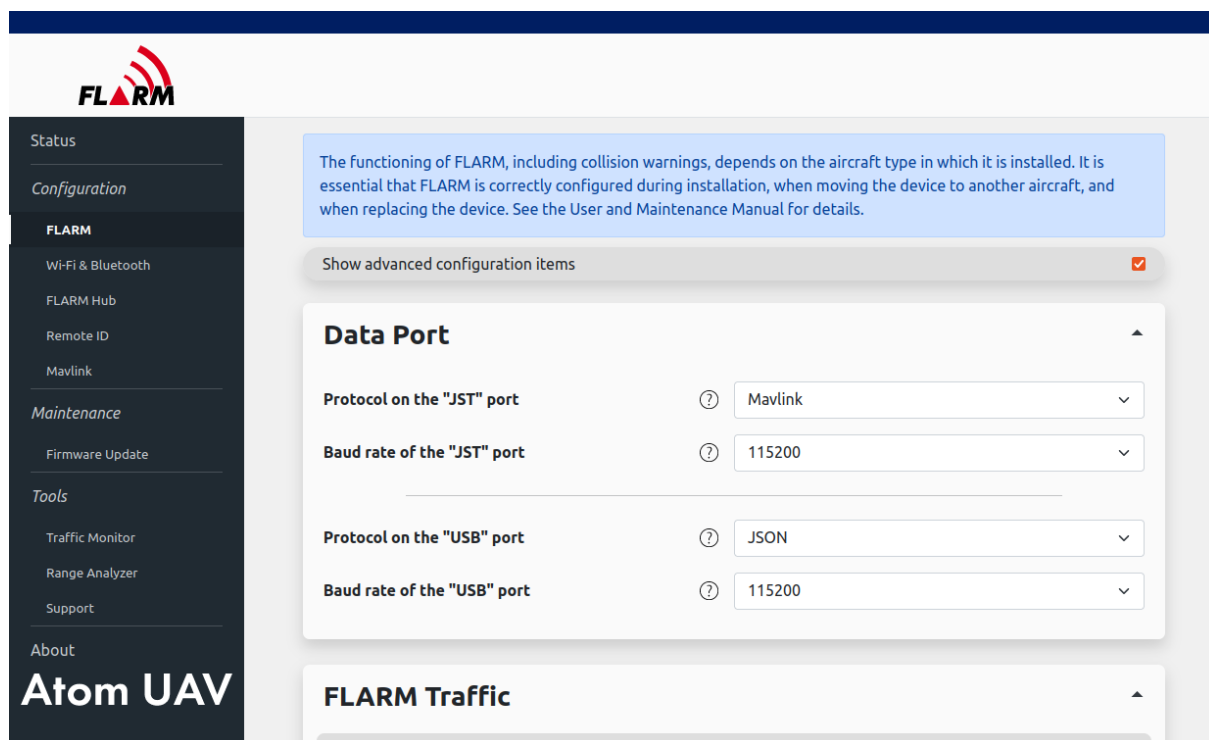 FLARM
Status
Configuration
FLARM
Wi-Fi & Bluetooth
FLARM Hub
Remote ID
Mavlink
Maintenance
Firmware Update
Tools
Traffic Monitor
Range Analyzer
Support
About
Atom UAV
The functioning of FLARM, including collision warnings, depends on the aircraft type in which it is installed. It is
essential that FLARM is correctly configured during installation, when moving the device to another aircraft, and
when replacing the device. See the User and Maintenance Manual for details.
Show advanced configuration items
Data Port
Protocol on the "JST" port ? Mavlink
Baud rate of the "JST" port ? 115200
Protocol on the "USB" port ? JSON
Baud rate of the "USB" port ? 115200
FLARM Traffic